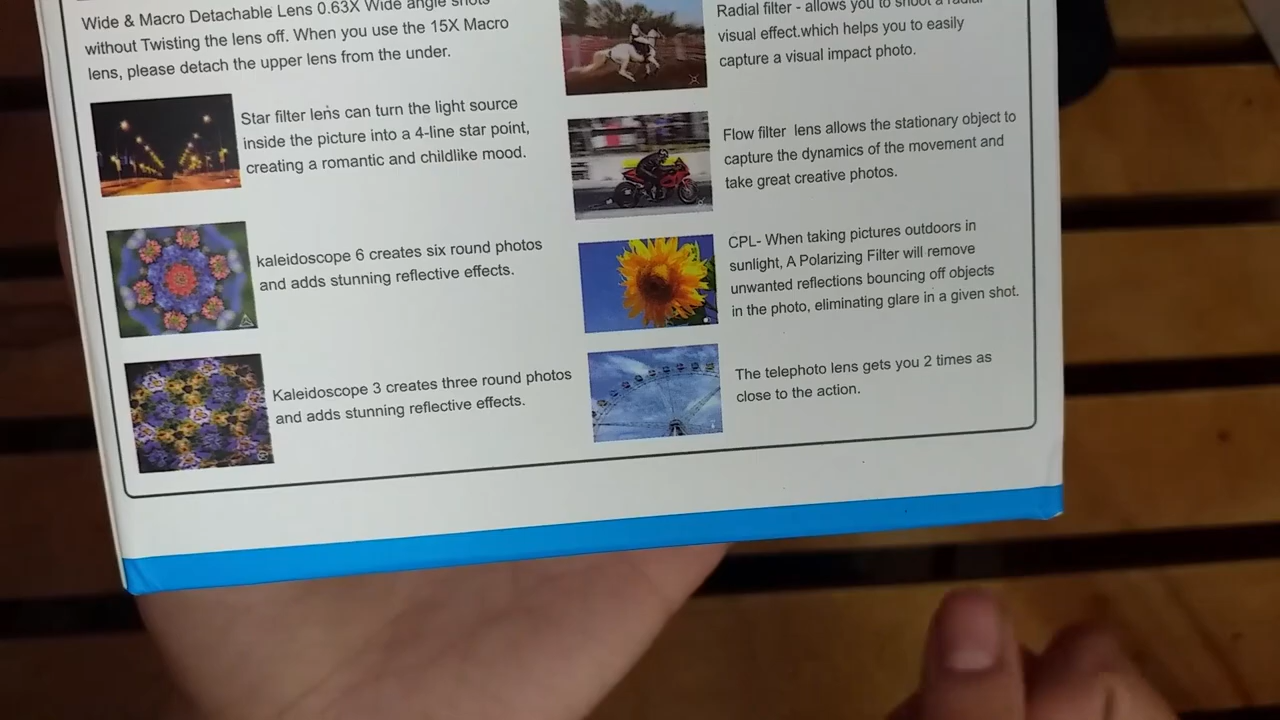 Wide & Macro Detachable Lens 0.63X Wide angle shots
without Twisting the lens off. When you use the 15X Macro
lens, please detach the upper lens from the under.
Star filter lens can turn the light source
inside the picture into a 4-line star point,
creating a romantic and childlike mood.
kaleidoscope 6 creates six round photos
and adds stunning reflective effects.
Kaleidoscope 3 creates three round photos
and adds stunning reflective effects.
Radial filter - allows you to shoot a radial
visual effect.which helps you to easily
capture a visual impact photo.
Flow filter lens allows the stationary object to
capture the dynamics of the movement and
take great creative photos.
CPL- When taking pictures outdoors in
sunlight, A Polarizing Filter will remove
unwanted reflections bouncing off objects
in the photo, eliminating glare in a given shot.
The telephoto lens gets you 2 times as
close to the action.